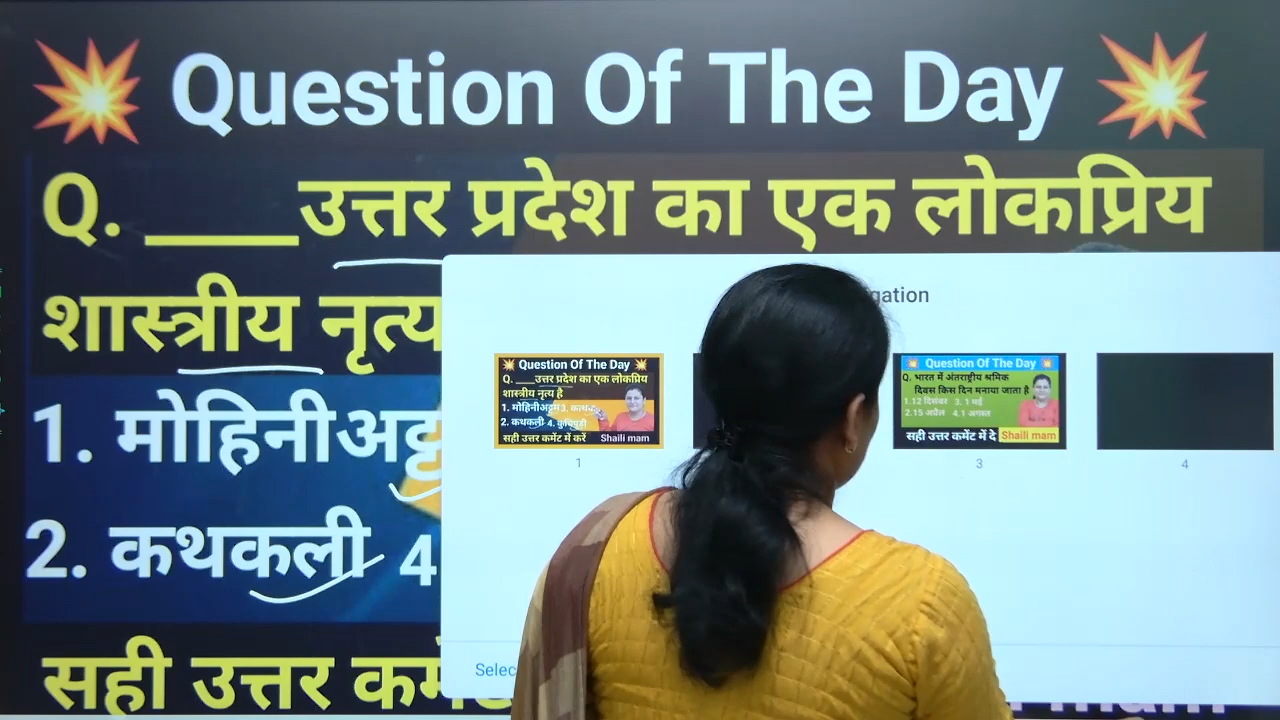 Question Of The Day
Q. ____उत्तर प्रदेश का एक लोकप्रिय
शास्त्रीय नृत्य
1. मोहिनीअट्ट
2. कथकली 4
सही उत्तर कमें
gation
Question Of The Day
Q. ____उत्तर प्रदेश का एक लोकप्रिय
शास्त्रीय नृत्य है
1. मोहिनीअट्टम 3. कत्थक
2. कथकली 4. कुचिपुड़ी
सही उत्तर कमेंट में करें Shaili mam
1
Question Of The Day
Q. भारत में अंतराष्ट्रीय श्रमिक
दिवस किस दिन मनाया जाता है
1.12 दिसंबर 3. 1 मई
2.15 अप्रैल 4.1 अगस्त
सही उत्तर कमेंट में दे Shaili mam
3
4
Selec